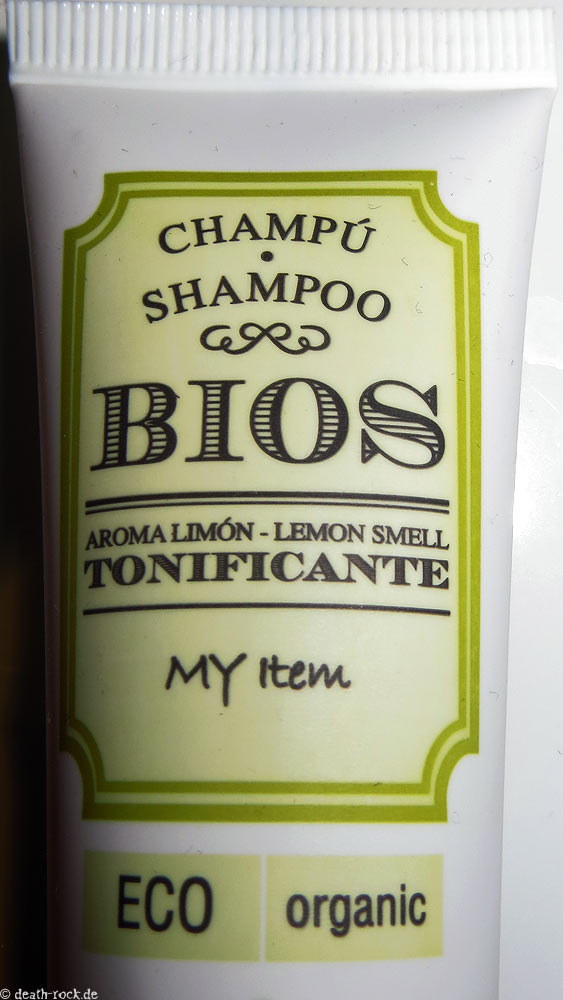 CHAMPÚ
•
SHAMPOO
BIOS
AROMA LIMÓN - LEMON SMELL
TONIFICANTE
MY Item
ECO organic
© death-rock.de